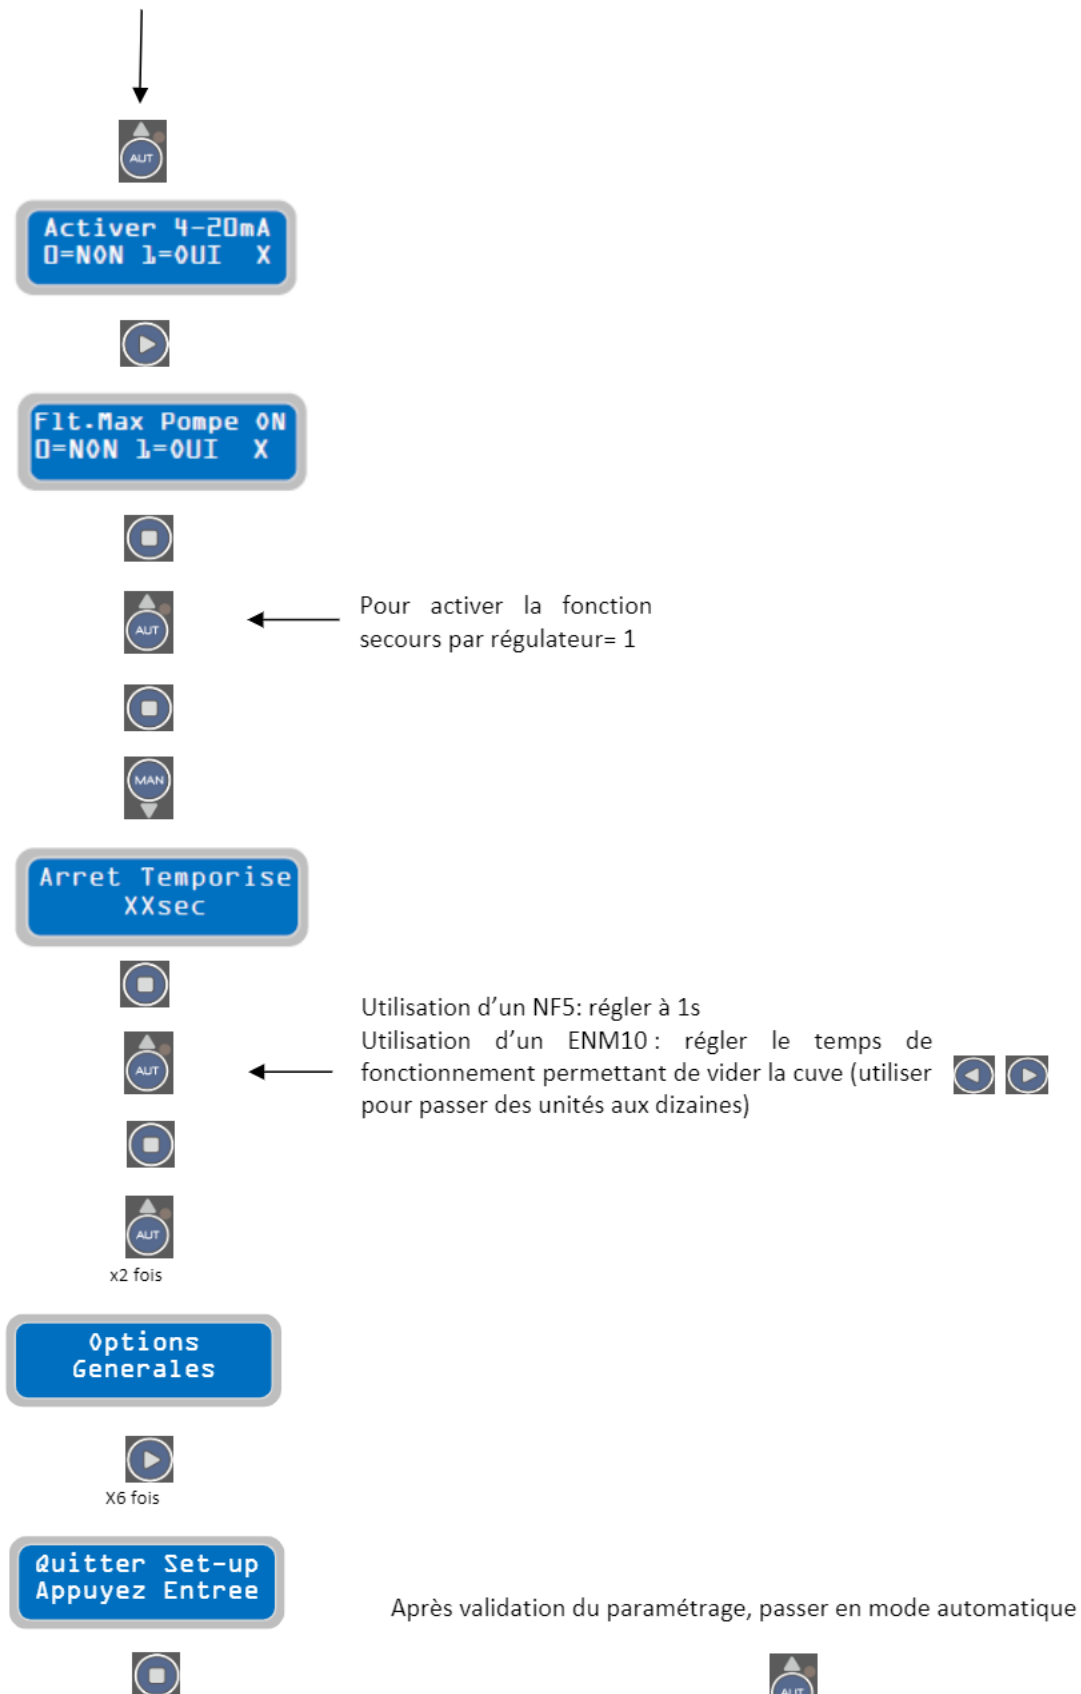 AUT
Activer 4-20mA
0=NON 1=OUI X
Flt.Max Pompe ON
0=NON 1=OUI X
AUT
Pour activer la fonction
secours par régulateur= 1
MAN
Arret Temporise
XXsec
AUT
Utilisation d'un NF5: régler à 1s
Utilisation d'un ENM10 : régler le temps de
fonctionnement permettant de vider la cuve (utiliser
pour passer des unités aux dizaines)
AUT
x2 fois
Options
Generales
X6 fois
Quitter Set-up
Appuyez Entree
Après validation du paramétrage, passer en mode automatique
AUT